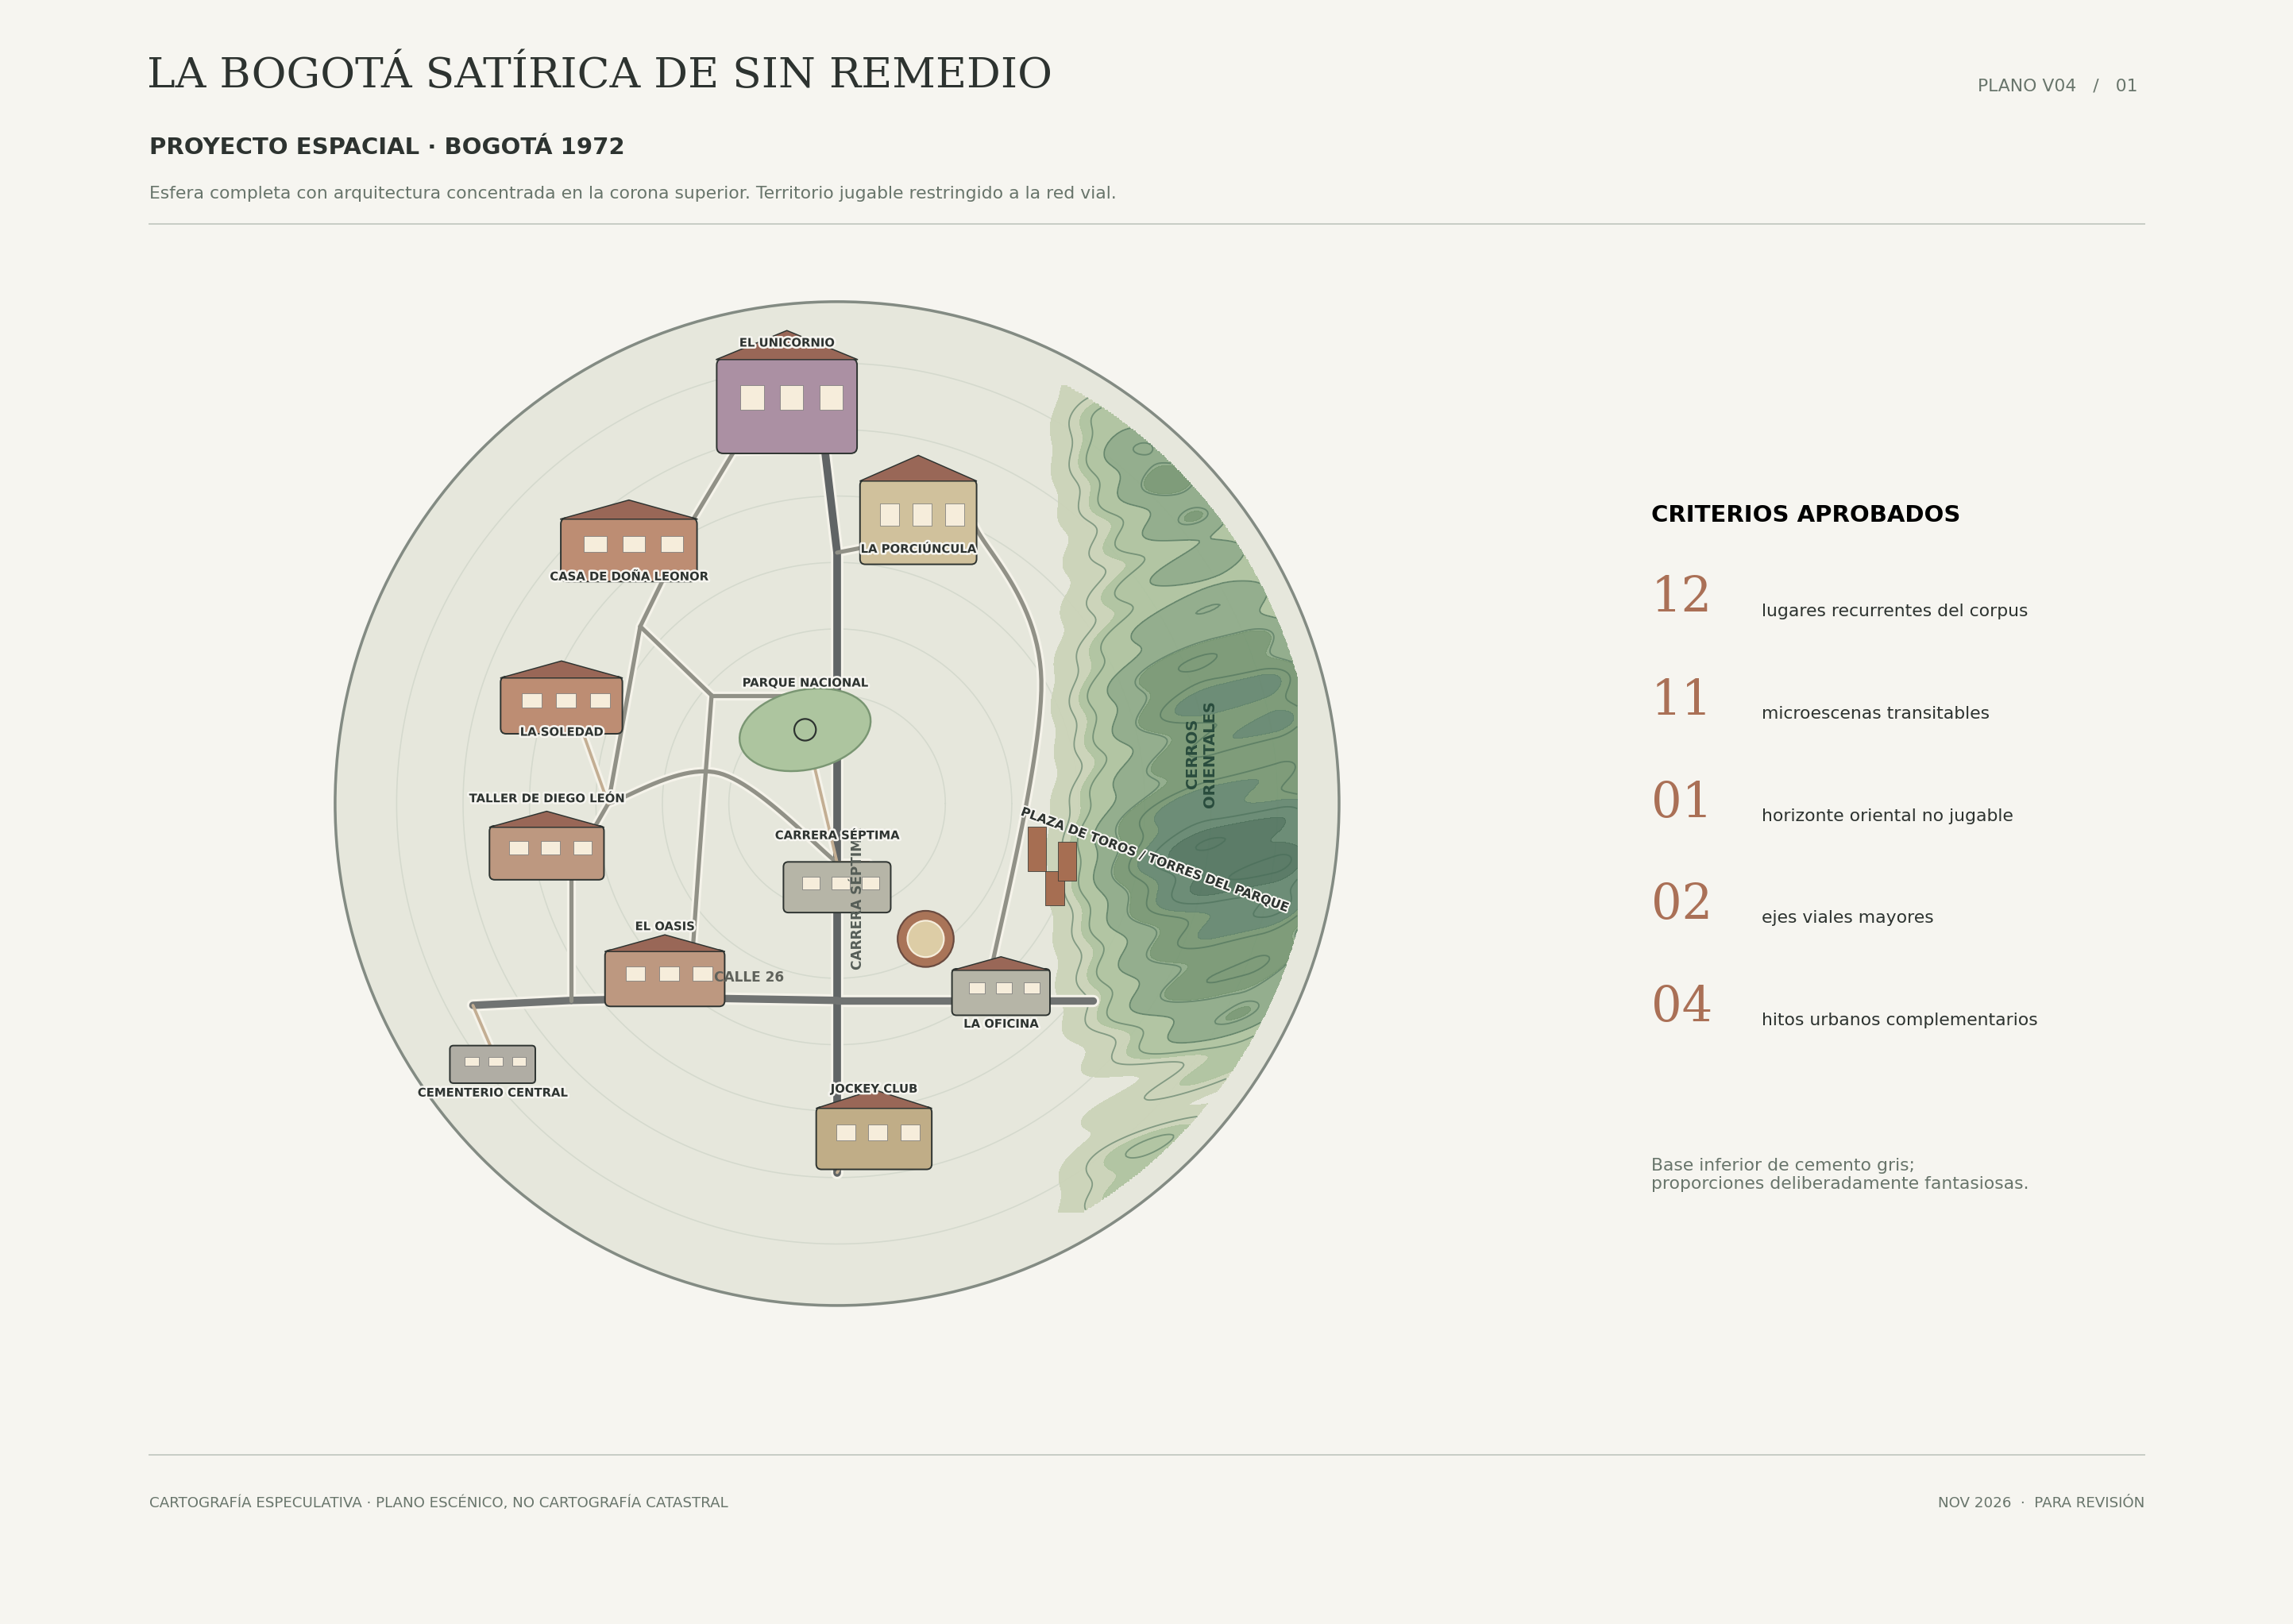 LA BOGOTÁ SATÍRICA DE SIN REMEDIO
PLANO V04 / 01
PROYECTO ESPACIAL · BOGOTÁ 1972
Esfera completa con arquitectura concentrada en la corona superior. Territorio jugable restringido a la red vial.
EL UNICORNIO
LA PORCIÚNCULA
CASA DE DOÑA LEONOR
PARQUE NACIONAL
LA SOLEDAD
CERROS
ORIENTALES
TALLER DE DIEGO LEÓN
PLAZA DE TOROS / TORRES DEL PARQUE
CARRERA SÉPTIMA
CARRERA SÉPTIMA
EL OASIS
CALLE 26
LA OFICINA
CEMENTERIO CENTRAL
JOCKEY CLUB
CRITERIOS APROBADOS
12 lugares recurrentes del corpus
11 microescenas transitables
01 horizonte oriental no jugable
02 ejes viales mayores
04 hitos urbanos complementarios
Base inferior de cemento gris;
proporciones deliberadamente fantasiosas.
CARTOGRAFÍA ESPECULATIVA · PLANO ESCÉNICO, NO CARTOGRAFÍA CATASTRAL
NOV 2026 · PARA REVISIÓN